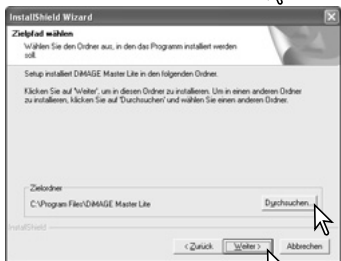 InstallShield Wizard
Zielpfad wählen
Wählen Sie den Ordner aus, in den das Programm installiert werden
soll.
Setup installiert DiMAGE Master Lite in den folgenden Ordner.
Klicken Sie auf 'Weiter', um in diesen Ordner zu installieren. Um in einen anderen Ordner
zu installieren, klicken Sie auf 'Durchsuchen' und wählen Sie einen anderen Ordner.
Zielordner
C:\Program Files\DiMAGE Master Lite
Durchsuchen...
InstallShield
< Zurück
Weiter >
Abbrechen